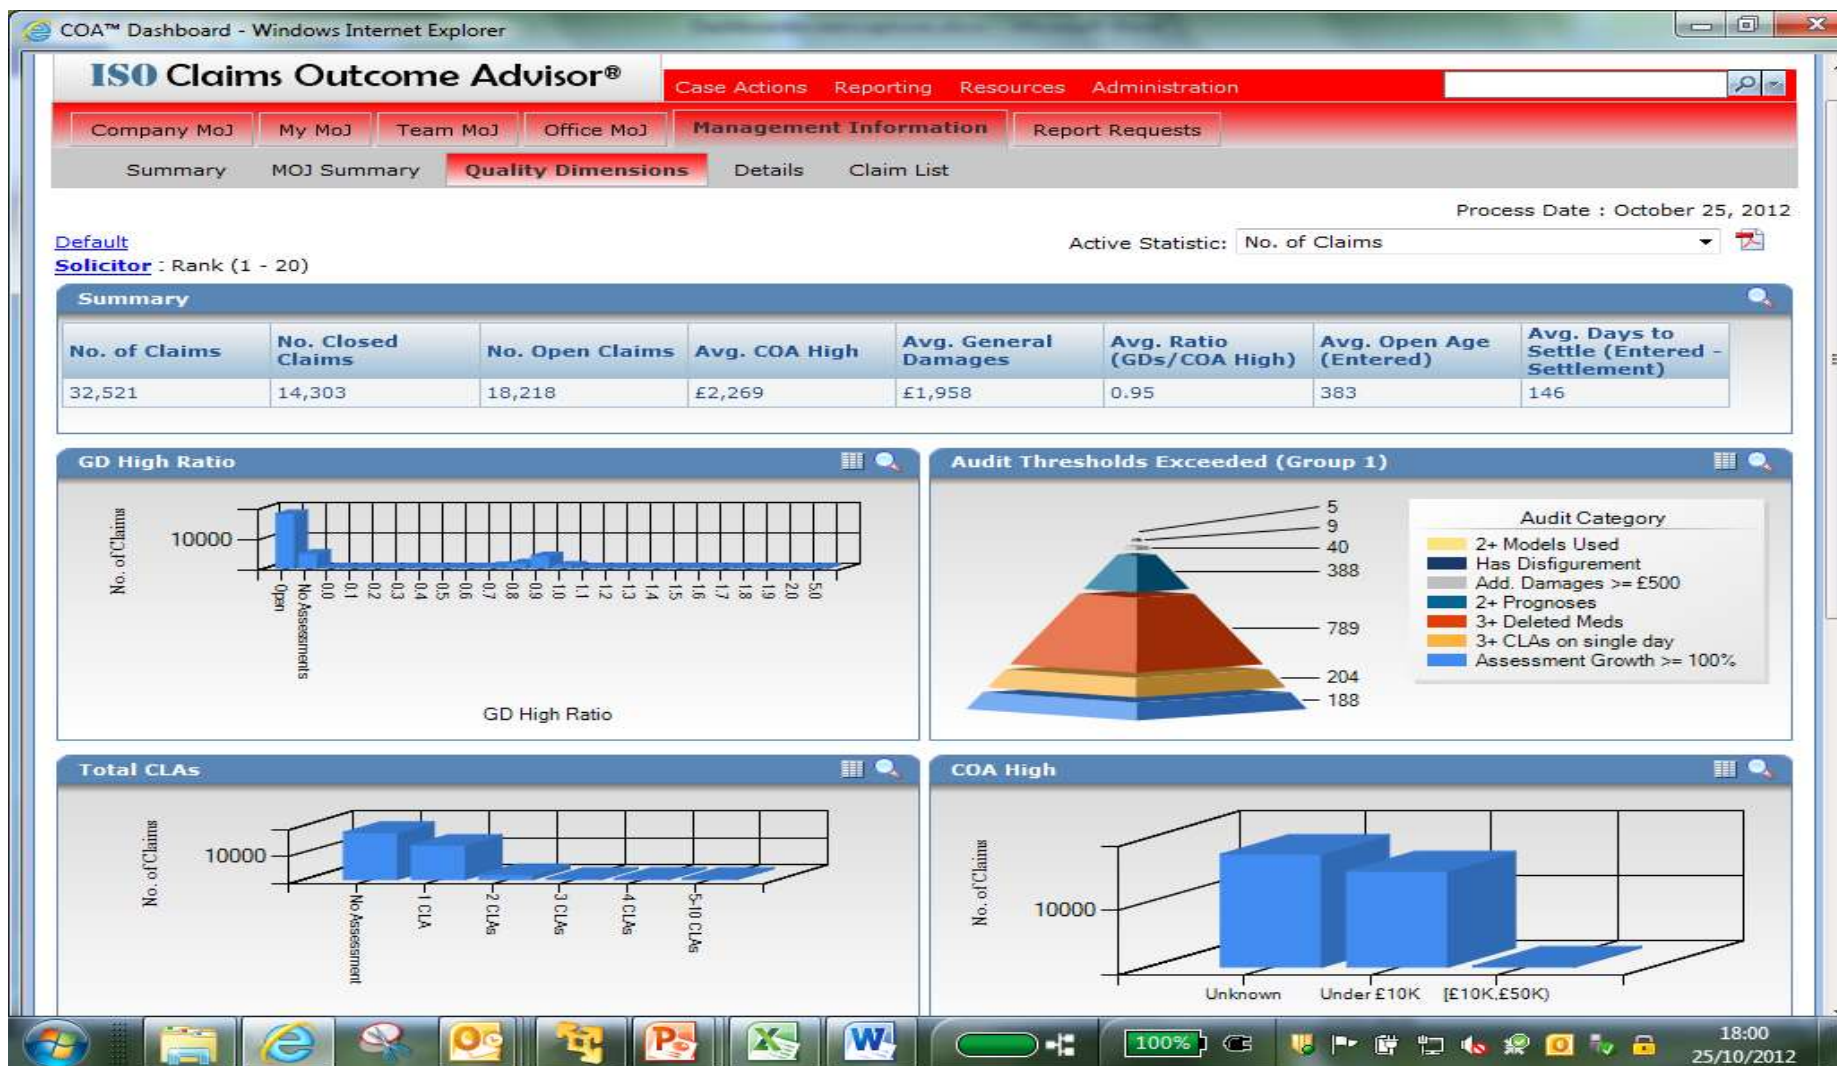 COA™ Dashboard - Windows Internet Explorer
ISO Claims Outcome Advisor®
Case Actions Reporting Resources Administration
Company MoJ My MoJ Team MoJ Office MoJ Management Information Report Requests
Summary MOJ Summary Quality Dimensions Details Claim List
Process Date : October 25, 2012
Default
Active Statistic: No. of Claims
Solicitor : Rank (1 - 20)
Summary
No. of Claims No. Closed Claims No. Open Claims Avg. COA High Avg. General Damages Avg. Ratio (GDs/COA High) Avg. Open Age (Entered) Avg. Days to Settle (Entered - Settlement)
32,521 14,303 18,218 £2,269 £1,958 0.95 383 146
GD High Ratio
No. of Claims
10000
Open No Assessments 0.0 0.1 0.2 0.3 0.4 0.5 0.6 0.7 0.8 0.9 1.0 1.1 1.2 1.3 1.4 1.5 1.6 1.7 1.8 1.9 2.0 5.0
GD High Ratio
Audit Thresholds Exceeded (Group 1)
5
9
40
388
789
204
188
Audit Category
2+ Models Used
Has Disfigurement
Add. Damages >= £500
2+ Prognoses
3+ Deleted Meds
3+ CLAs on single day
Assessment Growth >= 100%
Total CLAs
No. of Claims
10000
No Assessment 1 CLA 2 CLAs 3 CLAs 4 CLAs 5-10 CLAs
COA High
No. of Claims
10000
Unknown Under £10K [£10K,£50K)
100%
18:00
25/10/2012